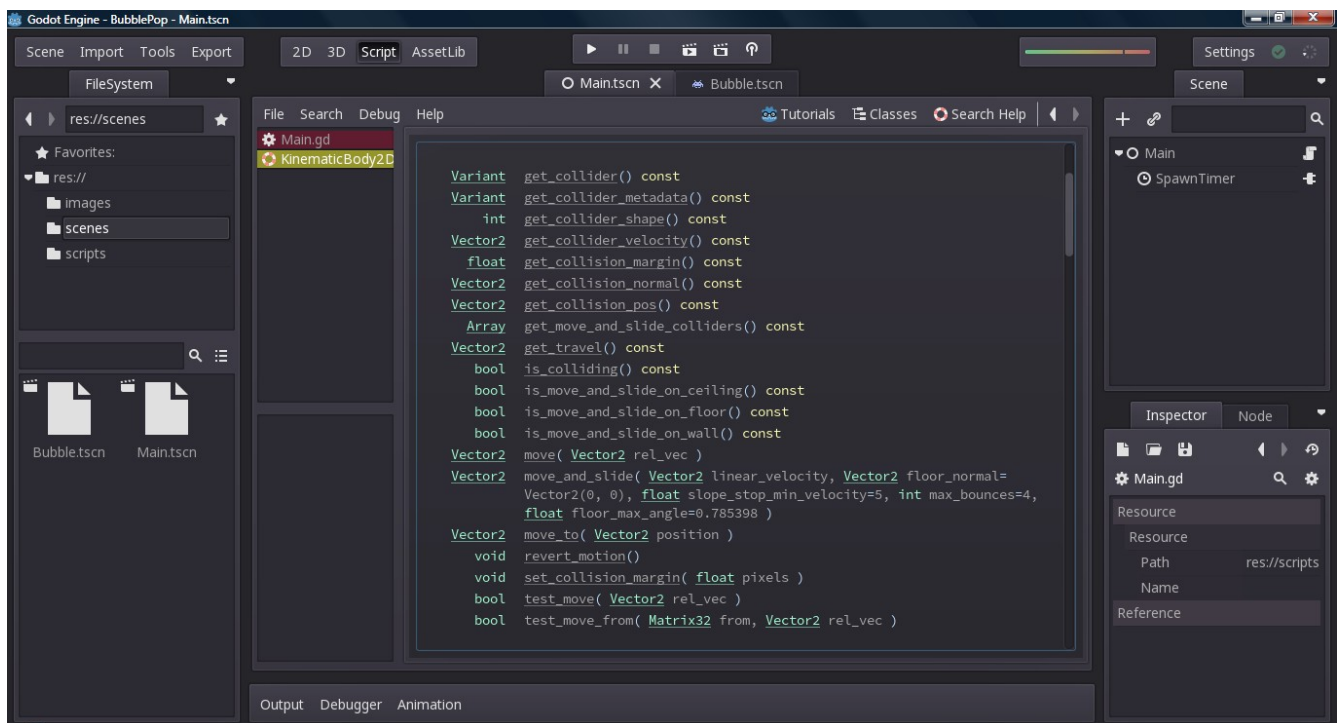 Godot Engine - BubblePop - Main.tscn
Scene Import Tools Export
2D 3D Script AssetLib
Settings
FileSystem
Main.tscn X
Bubble.tscn
Scene
res://scenes
File Search Debug Help
Tutorials
Classes
Search Help
Favorites:
res://
images
scenes
scripts
Main.gd
KinematicBody2D
Variant get_collider() const
Variant get_collider_metadata() const
int get_collider_shape() const
Vector2 get_collider_velocity() const
float get_collision_margin() const
Vector2 get_collision_normal() const
Vector2 get_collision_pos() const
Array get_move_and_slide_colliders() const
Vector2 get_travel() const
bool is_colliding() const
bool is_move_and_slide_on_ceiling() const
bool is_move_and_slide_on_floor() const
bool is_move_and_slide_on_wall() const
Vector2 move( Vector2 rel_vec )
Vector2 move_and_slide( Vector2 linear_velocity, Vector2 floor_normal=
Vector2(0, 0), float slope_stop_min_velocity=5, int max_bounces=4,
float floor_max_angle=0.785398 )
Vector2 move_to( Vector2 position )
void revert_motion()
void set_collision_margin( float pixels )
bool test_move( Vector2 rel_vec )
bool test_move_from( Matrix32 from, Vector2 rel_vec )
Bubble.tscn
Main.tscn
Main
SpawnTimer
Inspector
Node
Main.gd
Resource
Resource
Path res://scripts
Name
Reference
Output Debugger Animation